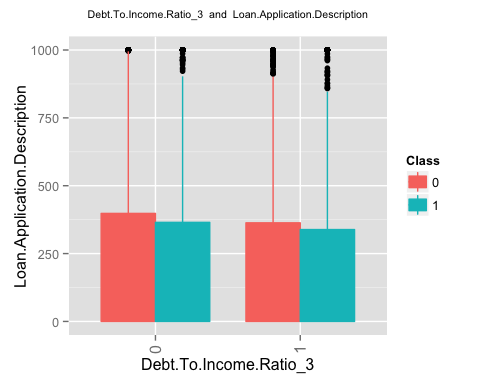 Debt.To.Income.Ratio_3 and Loan.Application.Description
1000
750
500
250
0
Loan.Application.Description
0
1
Debt.To.Income.Ratio_3
Class
0
1